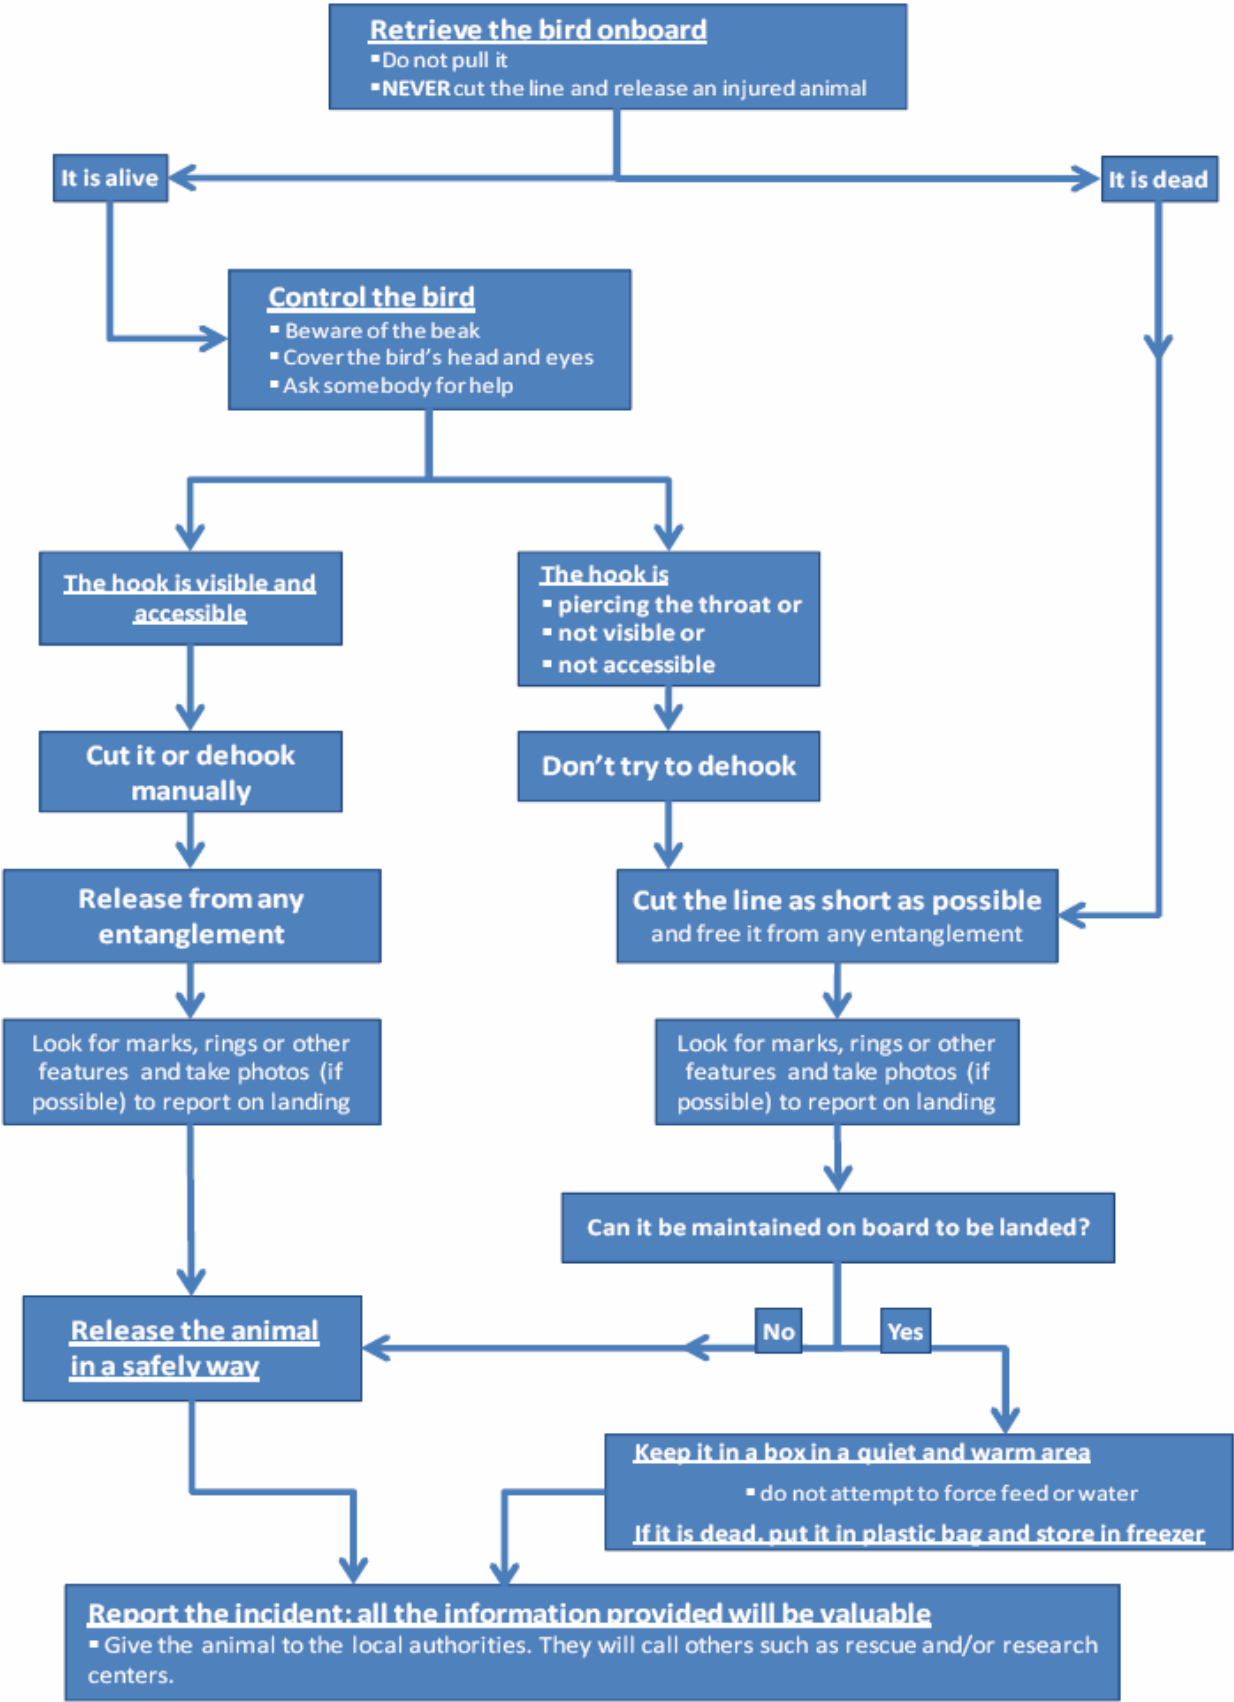 Retrieve the bird onboard
▪Do not pull it
▪NEVER cut the line and release an injured animal
It is alive
It is dead
Control the bird
▪ Beware of the beak
▪ Cover the bird's head and eyes
▪ Ask somebody for help
The hook is visible and
accessible
The hook is
▪ piercing the throat or
▪ not visible or
▪ not accessible
Cut it or dehook
manually
Don't try to dehook
Release from any
entanglement
Cut the line as short as possible
and free it from any entanglement
Look for marks, rings or other
features and take photos (if
possible) to report on landing
Look for marks, rings or other
features and take photos (if
possible) to report on landing
Can it be maintained on board to be landed?
No
Yes
Release the animal
in a safely way
Keep it in a box in a quiet and warm area
▪ do not attempt to force feed or water
If it is dead, put it in plastic bag and store in freezer
Report the incident: all the information provided will be valuable
▪ Give the animal to the local authorities. They will call others such as rescue and/or research
centers.